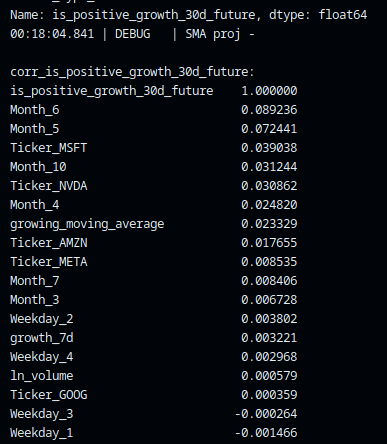 Name: is_positive_growth_30d_future, dtype: float64
00:18:04.841 | DEBUG | SMA proj -
corr_is_positive_growth_30d_future:
is_positive_growth_30d_future 1.000000
Month_6 0.089236
Month_5 0.072441
Ticker_MSFT 0.039038
Month_10 0.031244
Ticker_NVDA 0.030862
Month_4 0.024820
growing_moving_average 0.023329
Ticker_AMZN 0.017655
Ticker_META 0.008535
Month_7 0.008406
Month_3 0.006728
Weekday_2 0.003802
growth_7d 0.003221
Weekday_4 0.002968
ln_volume 0.000579
Ticker_GOOG 0.000359
Weekday_3 -0.000264
Weekday_1 -0.001466